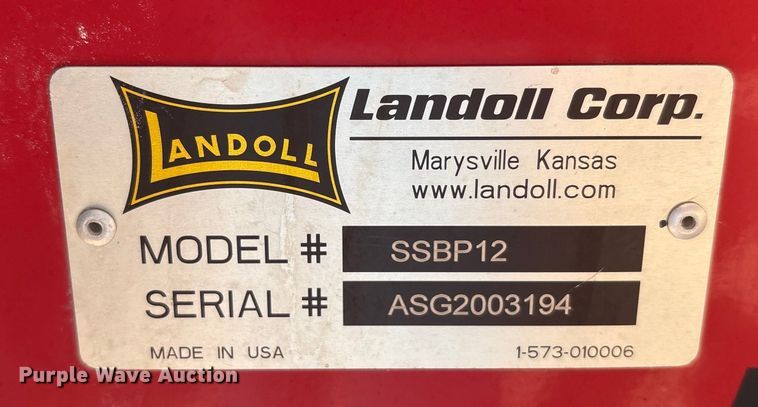 LANDOLL
Landoll Corp.
Marysville Kansas
www.landoll.com
MODEL # SSBP12
SERIAL # ASG2003194
MADE IN USA 1-573-010006
Purple Wave Auction